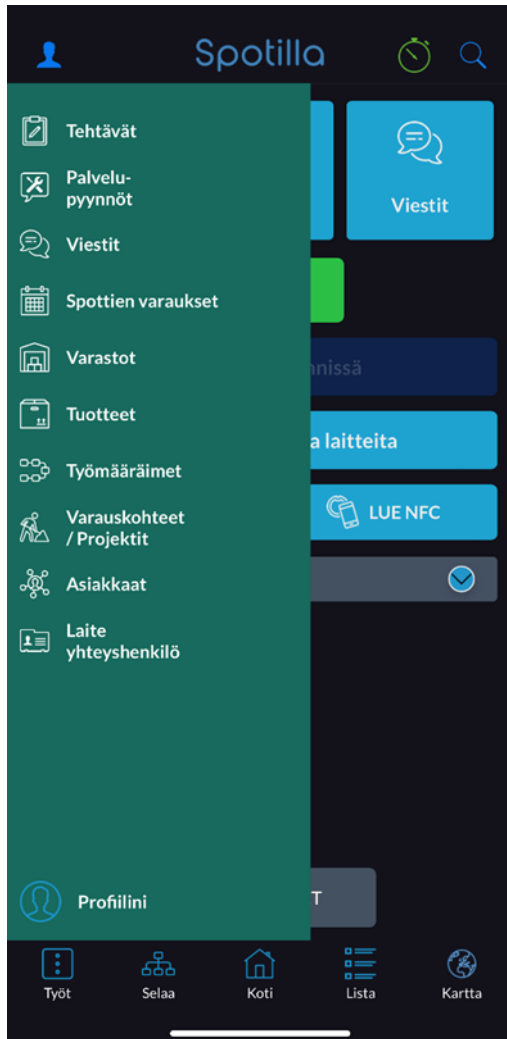 Spotilla
Tehtävät
Palvelu-
pyynnöt
Viestit
Spottien varaukset
Varastot
Tuotteet
Työmääräimet
Varauskohteet
/ Projektit
Asiakkaat
Laite
yhteyshenkilö
Profiilini
Viestit
nnissä
a laitteita
LUE NFC
T
Työt
Selaa
Koti
Lista
Kartta